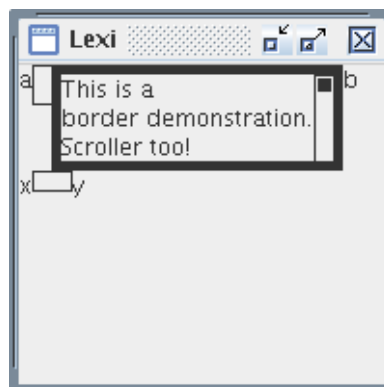 Lexi
a This is a b
border demonstration.
Scroller too!
x y